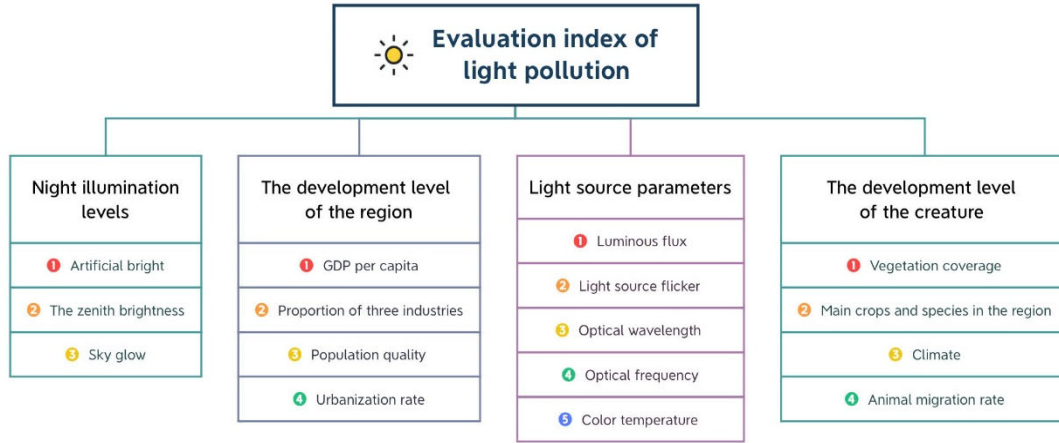 Evaluation index of
light pollution
Night illumination
levels
1 Artificial bright
2 The zenith brightness
3 Sky glow
The development level
of the region
1 GDP per capita
2 Proportion of three industries
3 Population quality
4 Urbanization rate
Light source parameters
1 Luminous flux
2 Light source flicker
3 Optical wavelength
4 Optical frequency
5 Color temperature
The development level
of the creature
1 Vegetation coverage
2 Main crops and species in the region
3 Climate
4 Animal migration rate